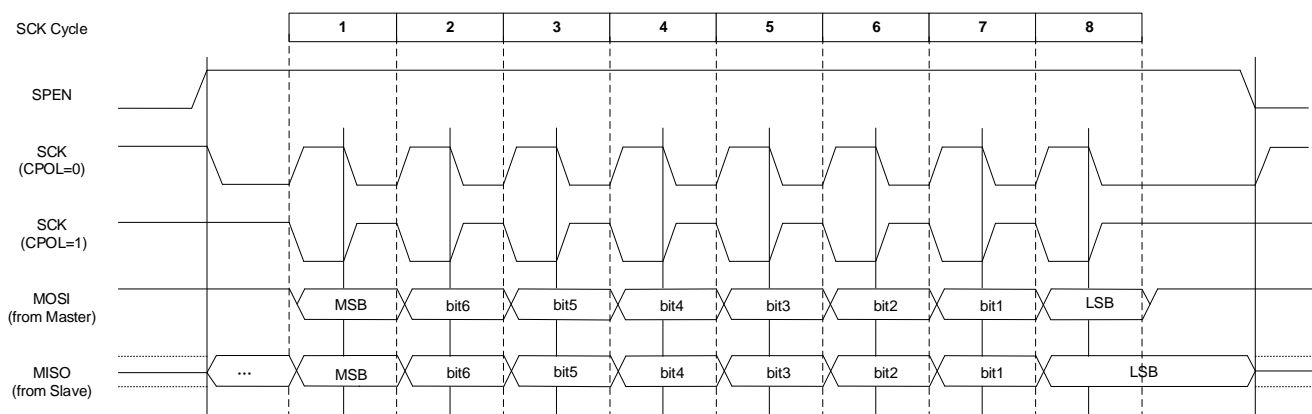 SCK Cycle 1 2 3 4 5 6 7 8
SPEN
SCK
(CPOL=0)
SCK
(CPOL=1)
MOSI
(from Master)
MSB bit6 bit5 bit4 bit3 bit2 bit1 LSB
MISO
(from Slave)
... MSB bit6 bit5 bit4 bit3 bit2 bit1 LSB